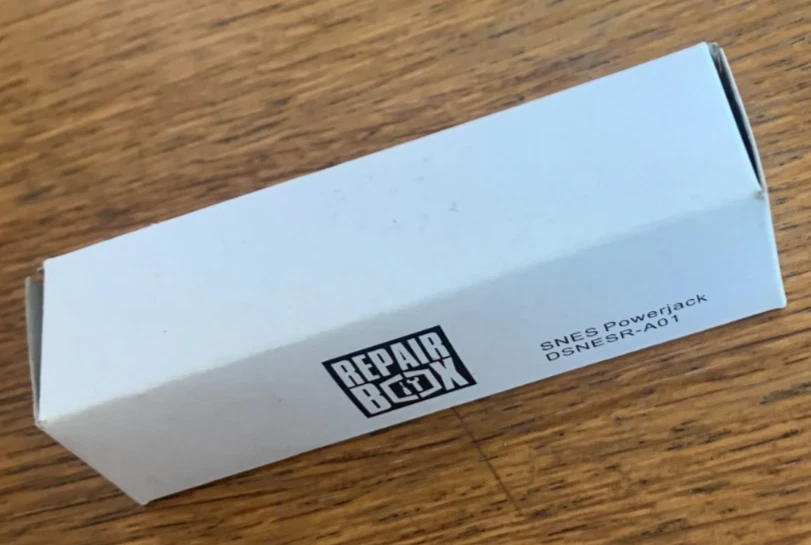 REPAIR
BOX
SNES Powerjack
DSNESR-A01